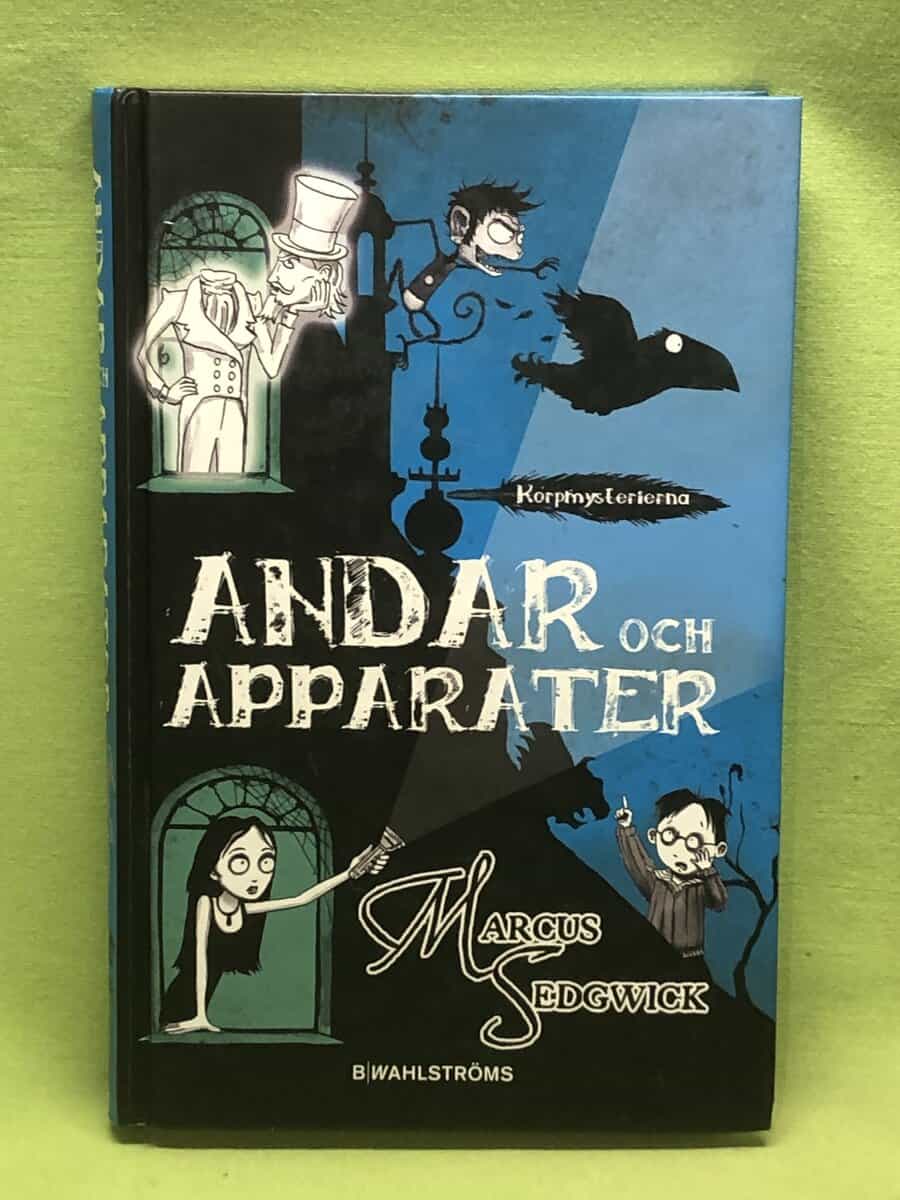 Korpmysterierna
ANDAR OCH
APPARATER
MARCUS
SEDGWICK
B|WAHLSTRÖMS